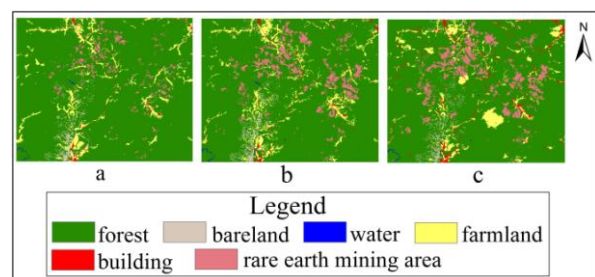 N
a b c
Legend
forest bareland water farmland
building rare earth mining area